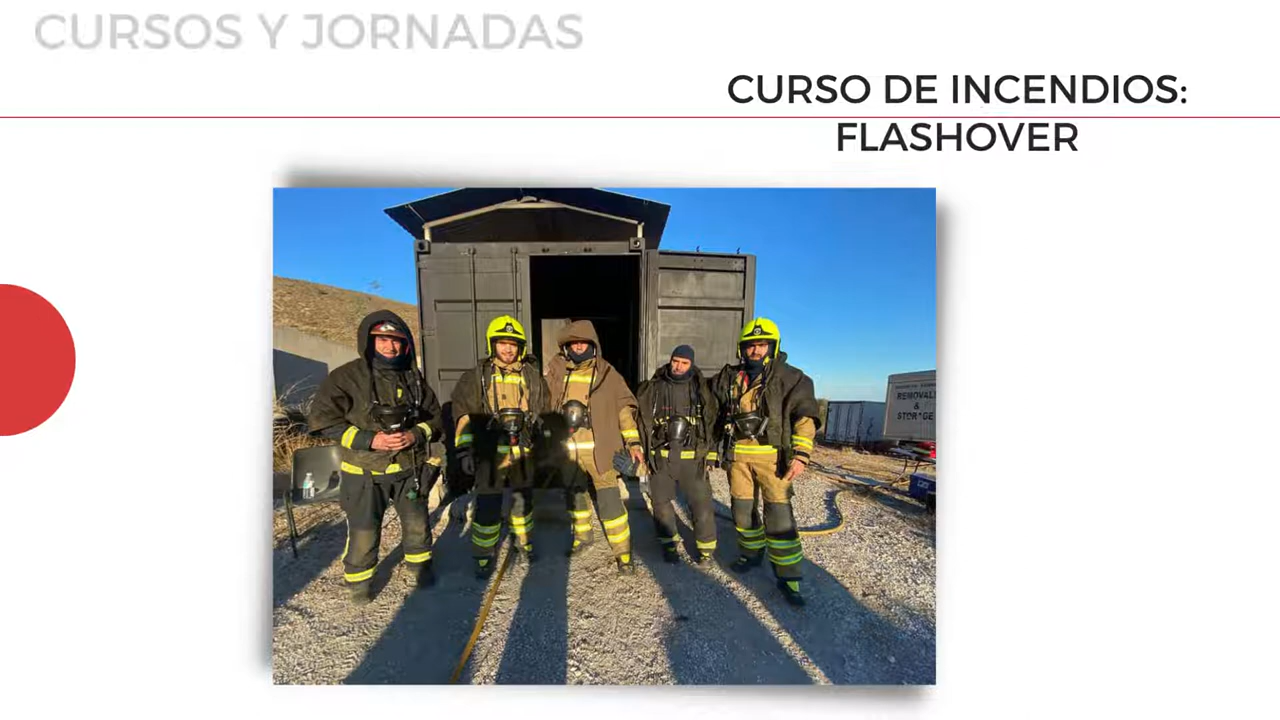 CURSOS Y JORNADAS
CURSO DE INCENDIOS:
FLASHOVER
REMOVALS
&
STORAGE